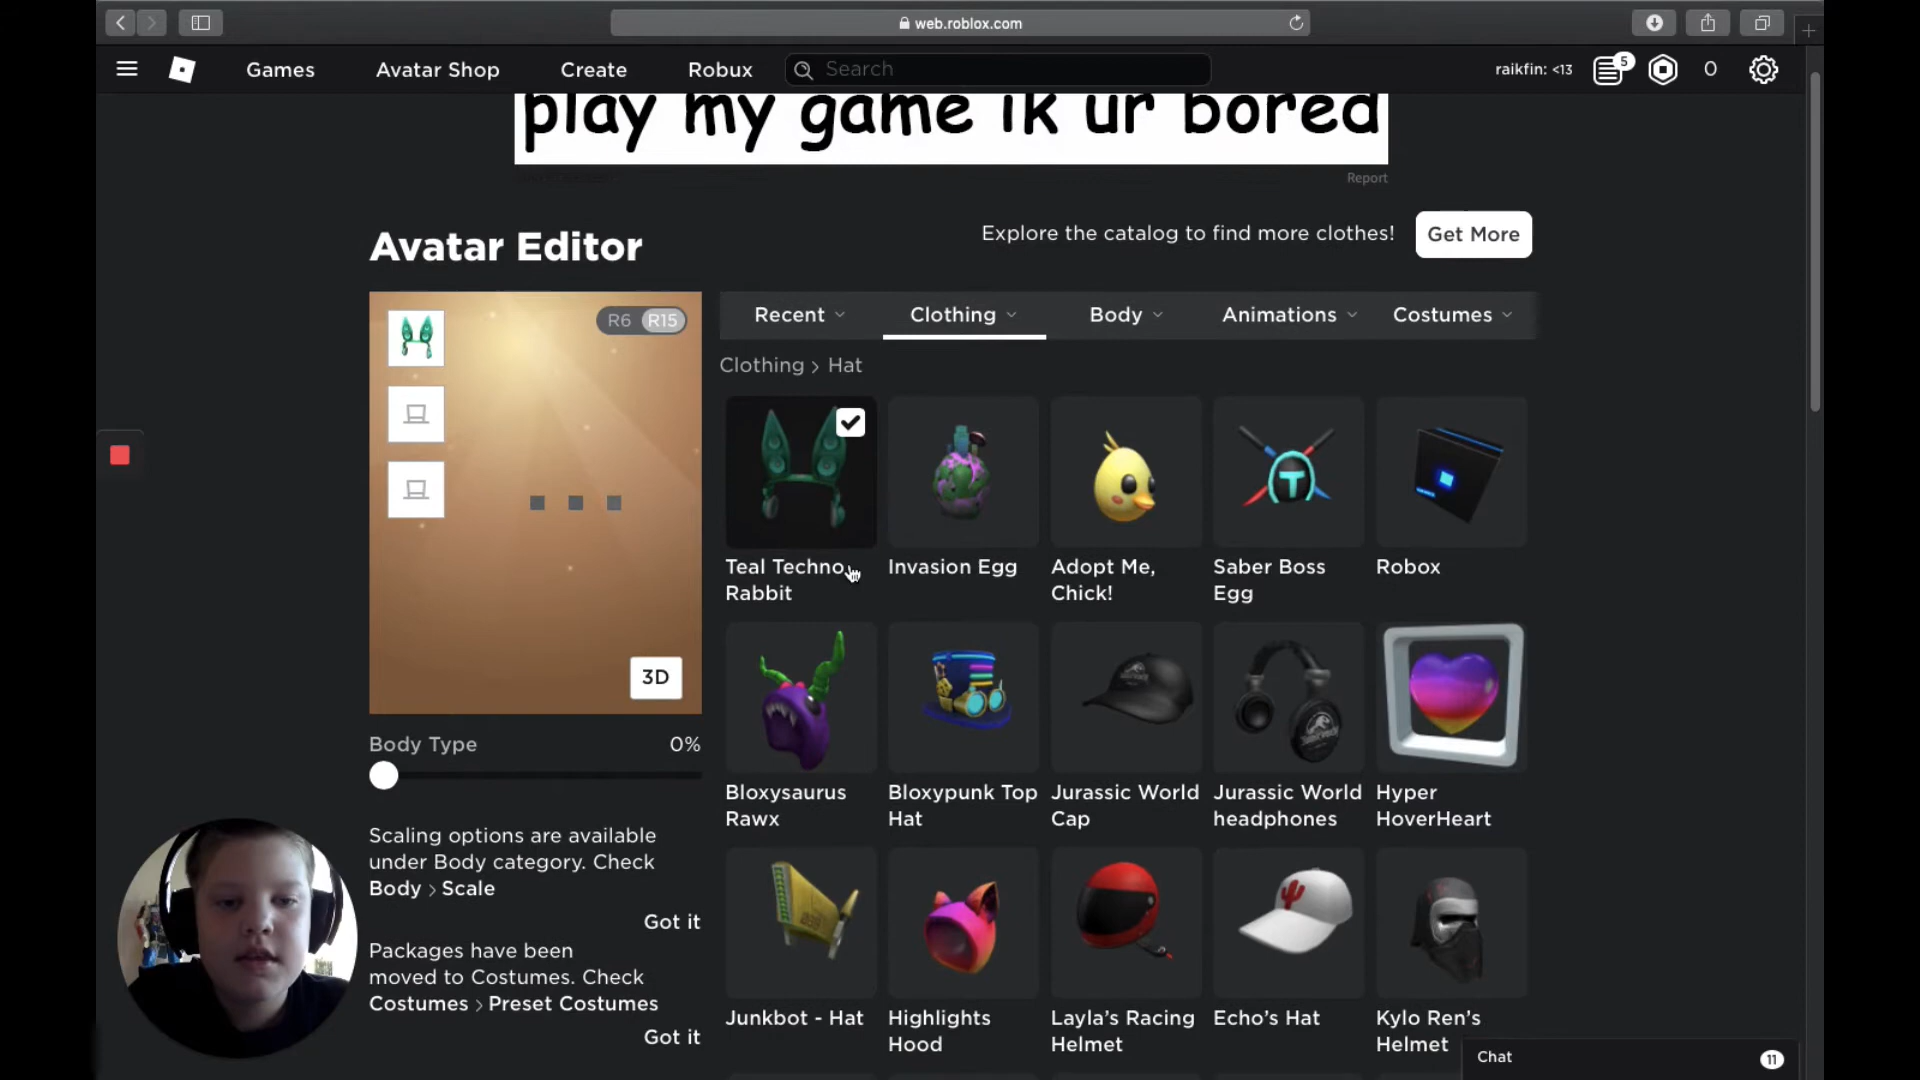 web.roblox.com
Games Avatar Shop Create Robux Search raikfin: <13 5 0
play my game ik ur bored
Report
Avatar Editor
Explore the catalog to find more clothes! Get More
R6 R15
Recent Clothing Body Animations Costumes
Clothing > Hat
Teal Techno Rabbit
Invasion Egg
Adopt Me, Chick!
Saber Boss Egg
Robox
3D
Body Type 0%
Bloxysaurus Rawx
Bloxypunk Top Hat
Jurassic World Cap
Jurassic World headphones
Hyper HoverHeart
Scaling options are available
under Body category. Check
Body > Scale
Got it
Packages have been
moved to Costumes. Check
Costumes > Preset Costumes
Got it
Junkbot - Hat
Highlights Hood
Layla's Racing Helmet
Echo's Hat
Kylo Ren's Helmet
Chat 11